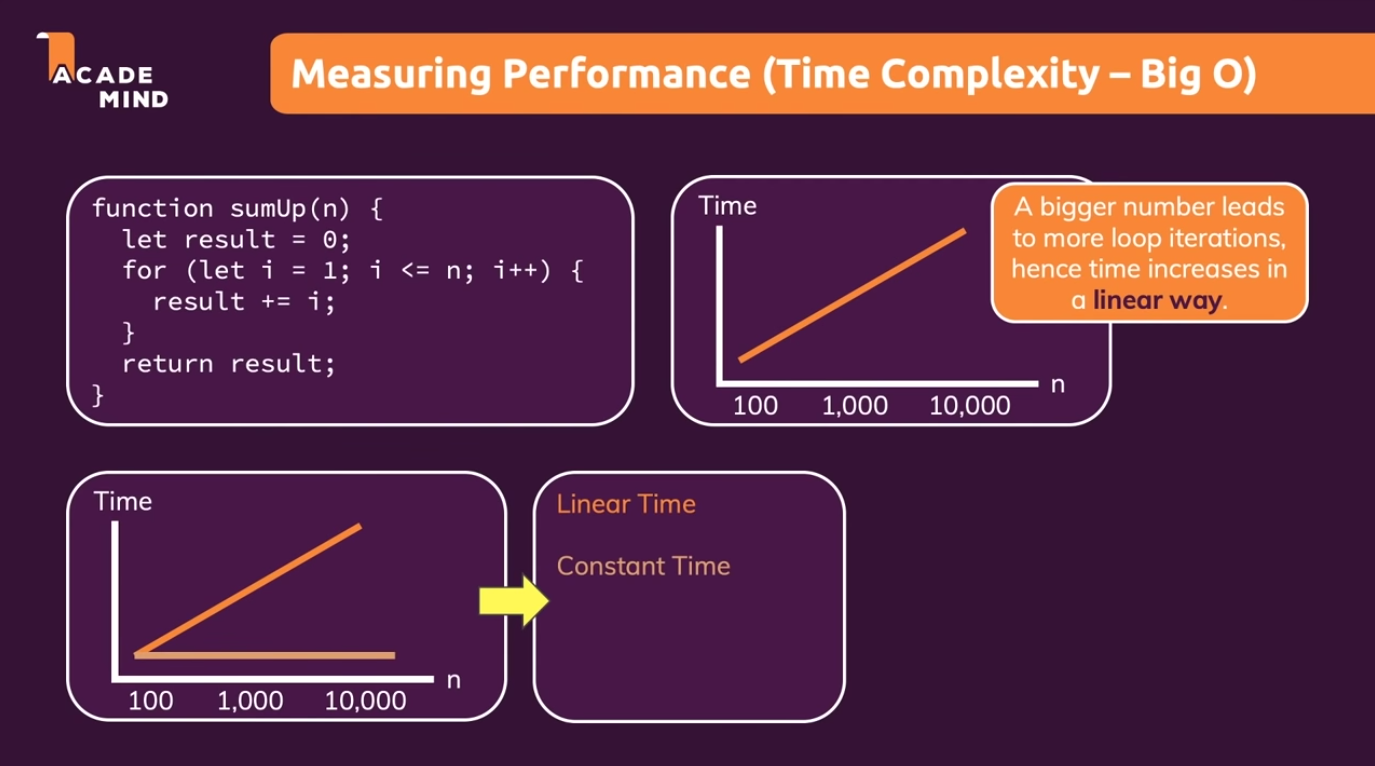 ACADE
MIND
Measuring Performance (Time Complexity – Big O)
function sumUp(n) {
  let result = 0;
  for (let i = 1; i <= n; i++) {
    result += i;
  }
  return result;
}
Time
n
100 1,000 10,000
A bigger number leads
to more loop iterations,
hence time increases in
a linear way.
Time
n
100 1,000 10,000
Linear Time
Constant Time